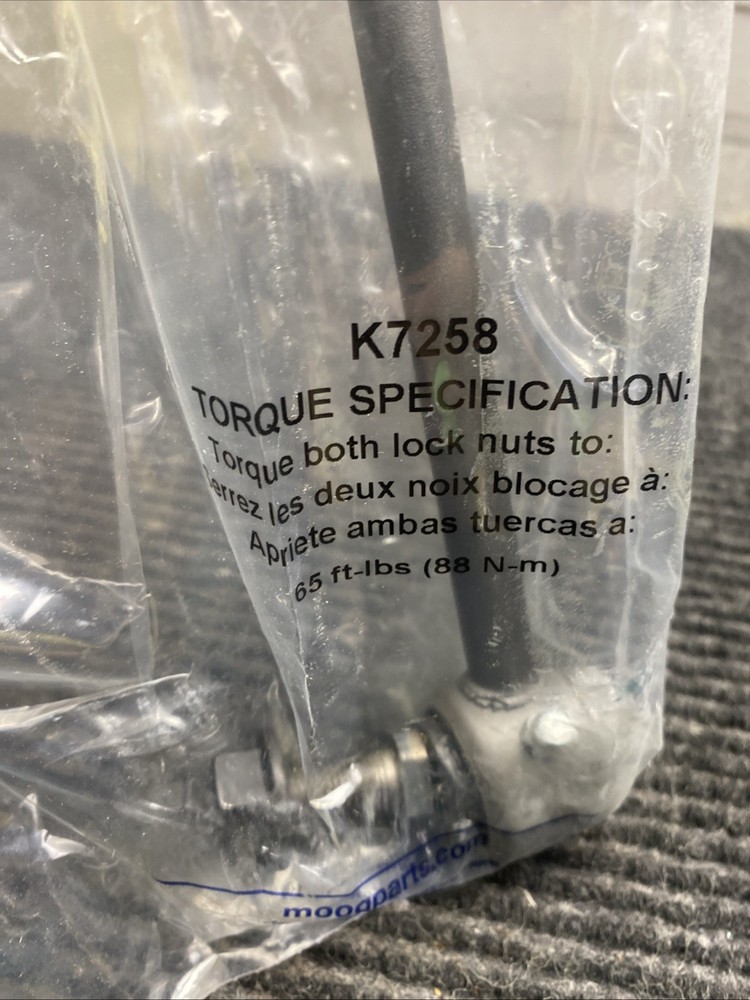 K7258
TORQUE SPECIFICATION:
Torque both lock nuts to:
Serrez les deux noix blocage à:
Apriete ambas tuercas a:
65 ft-lbs (88 N-m)
moogparts.com